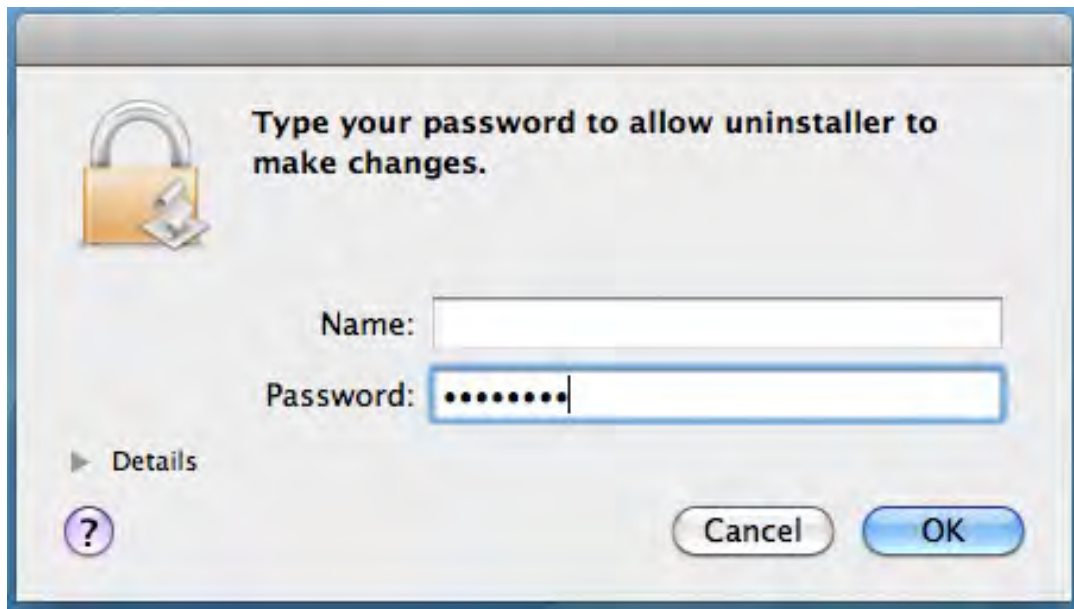 Type your password to allow uninstaller to
make changes.
Name:
Password: ••••••••
Details
?
Cancel
OK